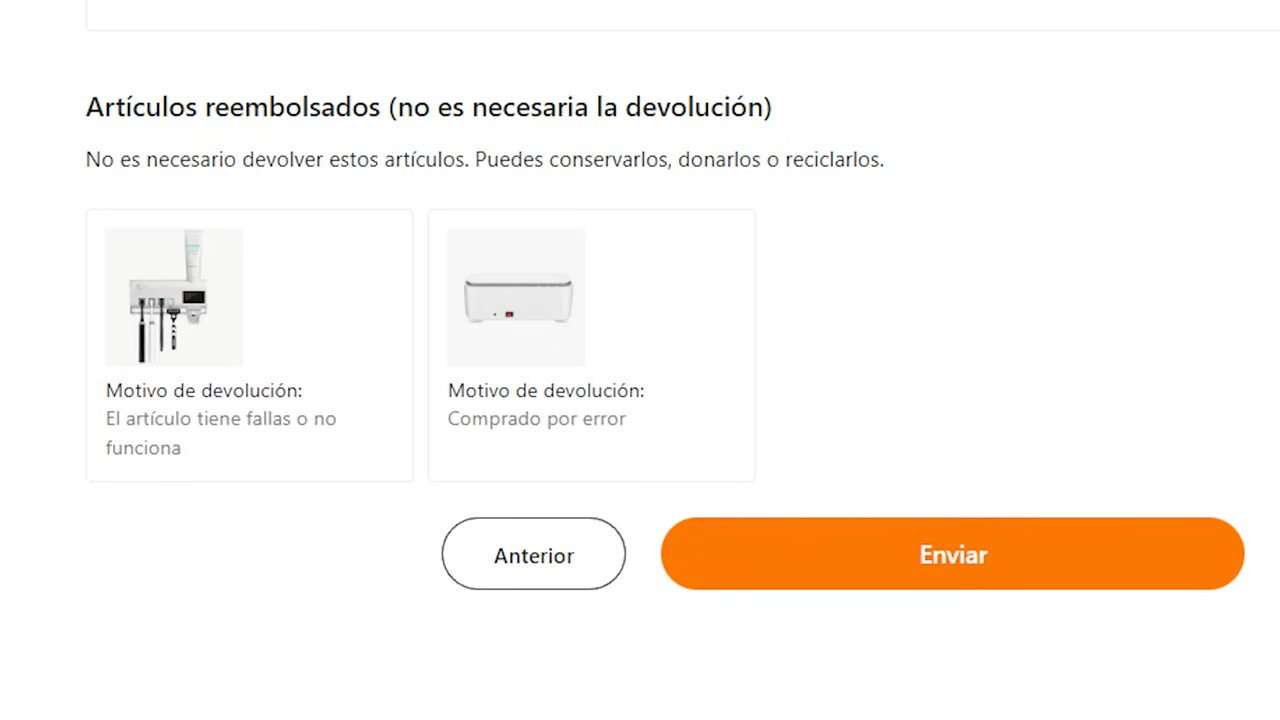 Artículos reembolsados (no es necesaria la devolución)
No es necesario devolver estos artículos. Puedes conservarlos, donarlos o reciclarlos.
Motivo de devolución:
El artículo tiene fallas o no
funciona
Motivo de devolución:
Comprado por error
Anterior
Enviar